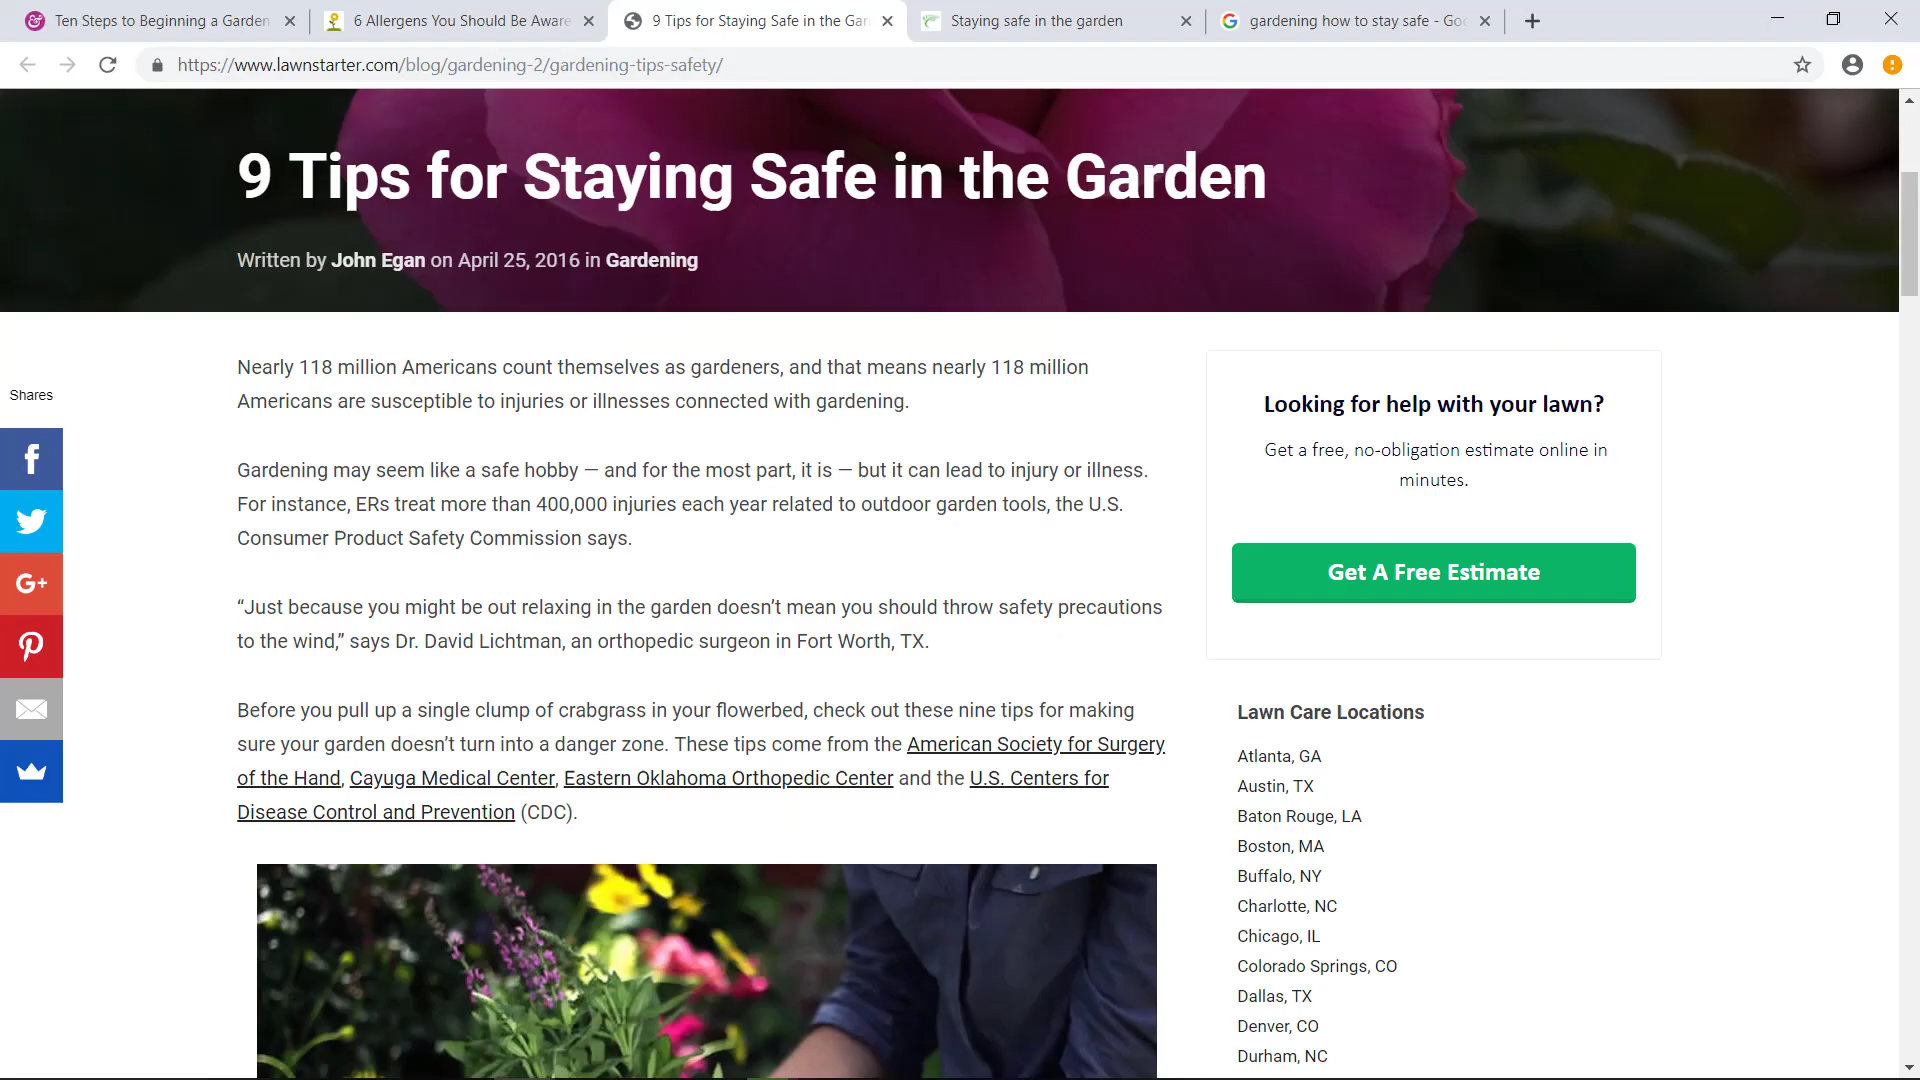 Ten Steps to Beginning a Garden
6 Allergens You Should Be Aware
9 Tips for Staying Safe in the Gar
Staying safe in the garden
gardening how to stay safe - Goo
https://www.lawnstarter.com/blog/gardening-2/gardening-tips-safety/
9 Tips for Staying Safe in the Garden
Written by John Egan on April 25, 2016 in Gardening
Shares
G+
Nearly 118 million Americans count themselves as gardeners, and that means nearly 118 million
Americans are susceptible to injuries or illnesses connected with gardening.
Gardening may seem like a safe hobby — and for the most part, it is — but it can lead to injury or illness.
For instance, ERs treat more than 400,000 injuries each year related to outdoor garden tools, the U.S.
Consumer Product Safety Commission says.
“Just because you might be out relaxing in the garden doesn’t mean you should throw safety precautions
to the wind,” says Dr. David Lichtman, an orthopedic surgeon in Fort Worth, TX.
Before you pull up a single clump of crabgrass in your flowerbed, check out these nine tips for making
sure your garden doesn’t turn into a danger zone. These tips come from the American Society for Surgery
of the Hand, Cayuga Medical Center, Eastern Oklahoma Orthopedic Center and the U.S. Centers for
Disease Control and Prevention (CDC).
Looking for help with your lawn?
Get a free, no-obligation estimate online in
minutes.
Get A Free Estimate
Lawn Care Locations
Atlanta, GA
Austin, TX
Baton Rouge, LA
Boston, MA
Buffalo, NY
Charlotte, NC
Chicago, IL
Colorado Springs, CO
Dallas, TX
Denver, CO
Durham, NC